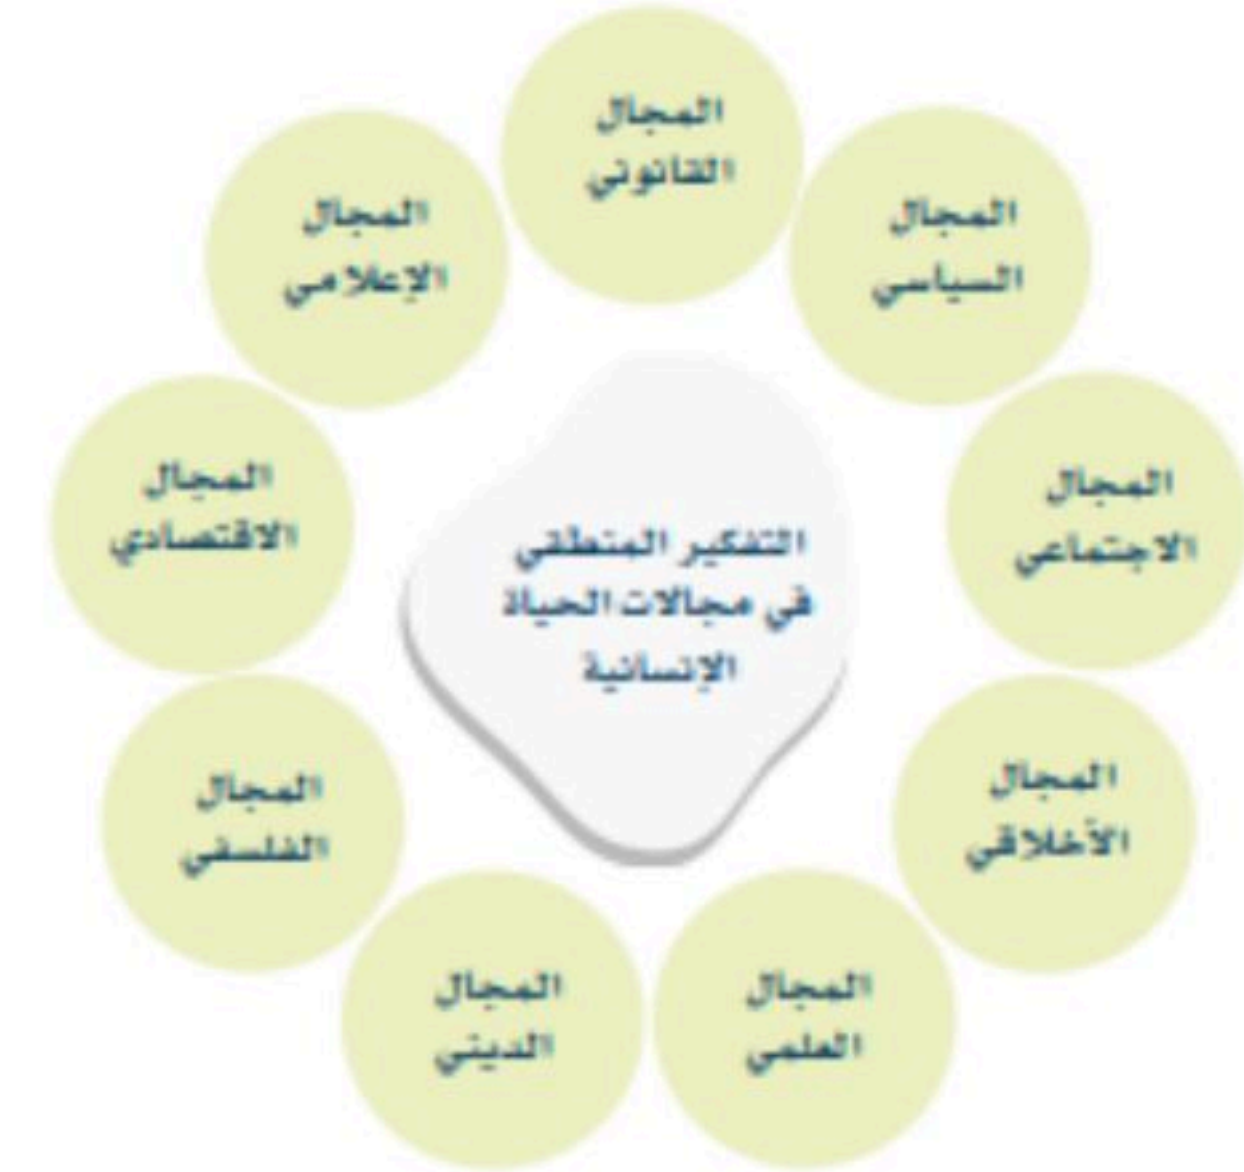 المجال
القانوني
المجال
السياسي
المجال
الاجتماعي
المجال
الأخلاقي
المجال
العلمي
المجال
الديني
المجال
الفلسفي
المجال
الاقتصادي
المجال
الإعلامي
التفكير المنطقي
في مجالات الحياة
الإنسانية